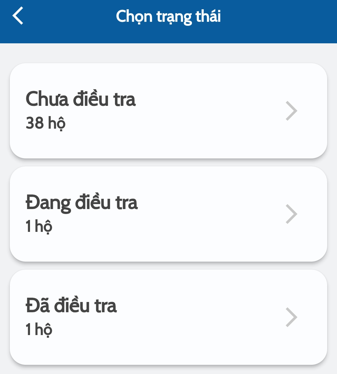 Chọn trạng thái
Chưa điều tra
38 hộ
Đang điều tra
1 hộ
Đã điều tra
1 hộ